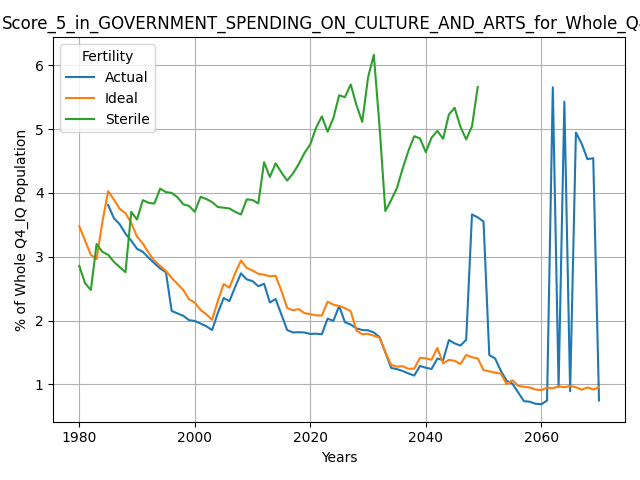 Score_5_in_GOVERNMENT_SPENDING_ON_CULTURE_AND_ARTS_for_Whole_Q4
Fertility
Actual
Ideal
Sterile
% of Whole Q4_IQ Population
6
5
4
3
2
1
1980 2000 2020 2040 2060
Years